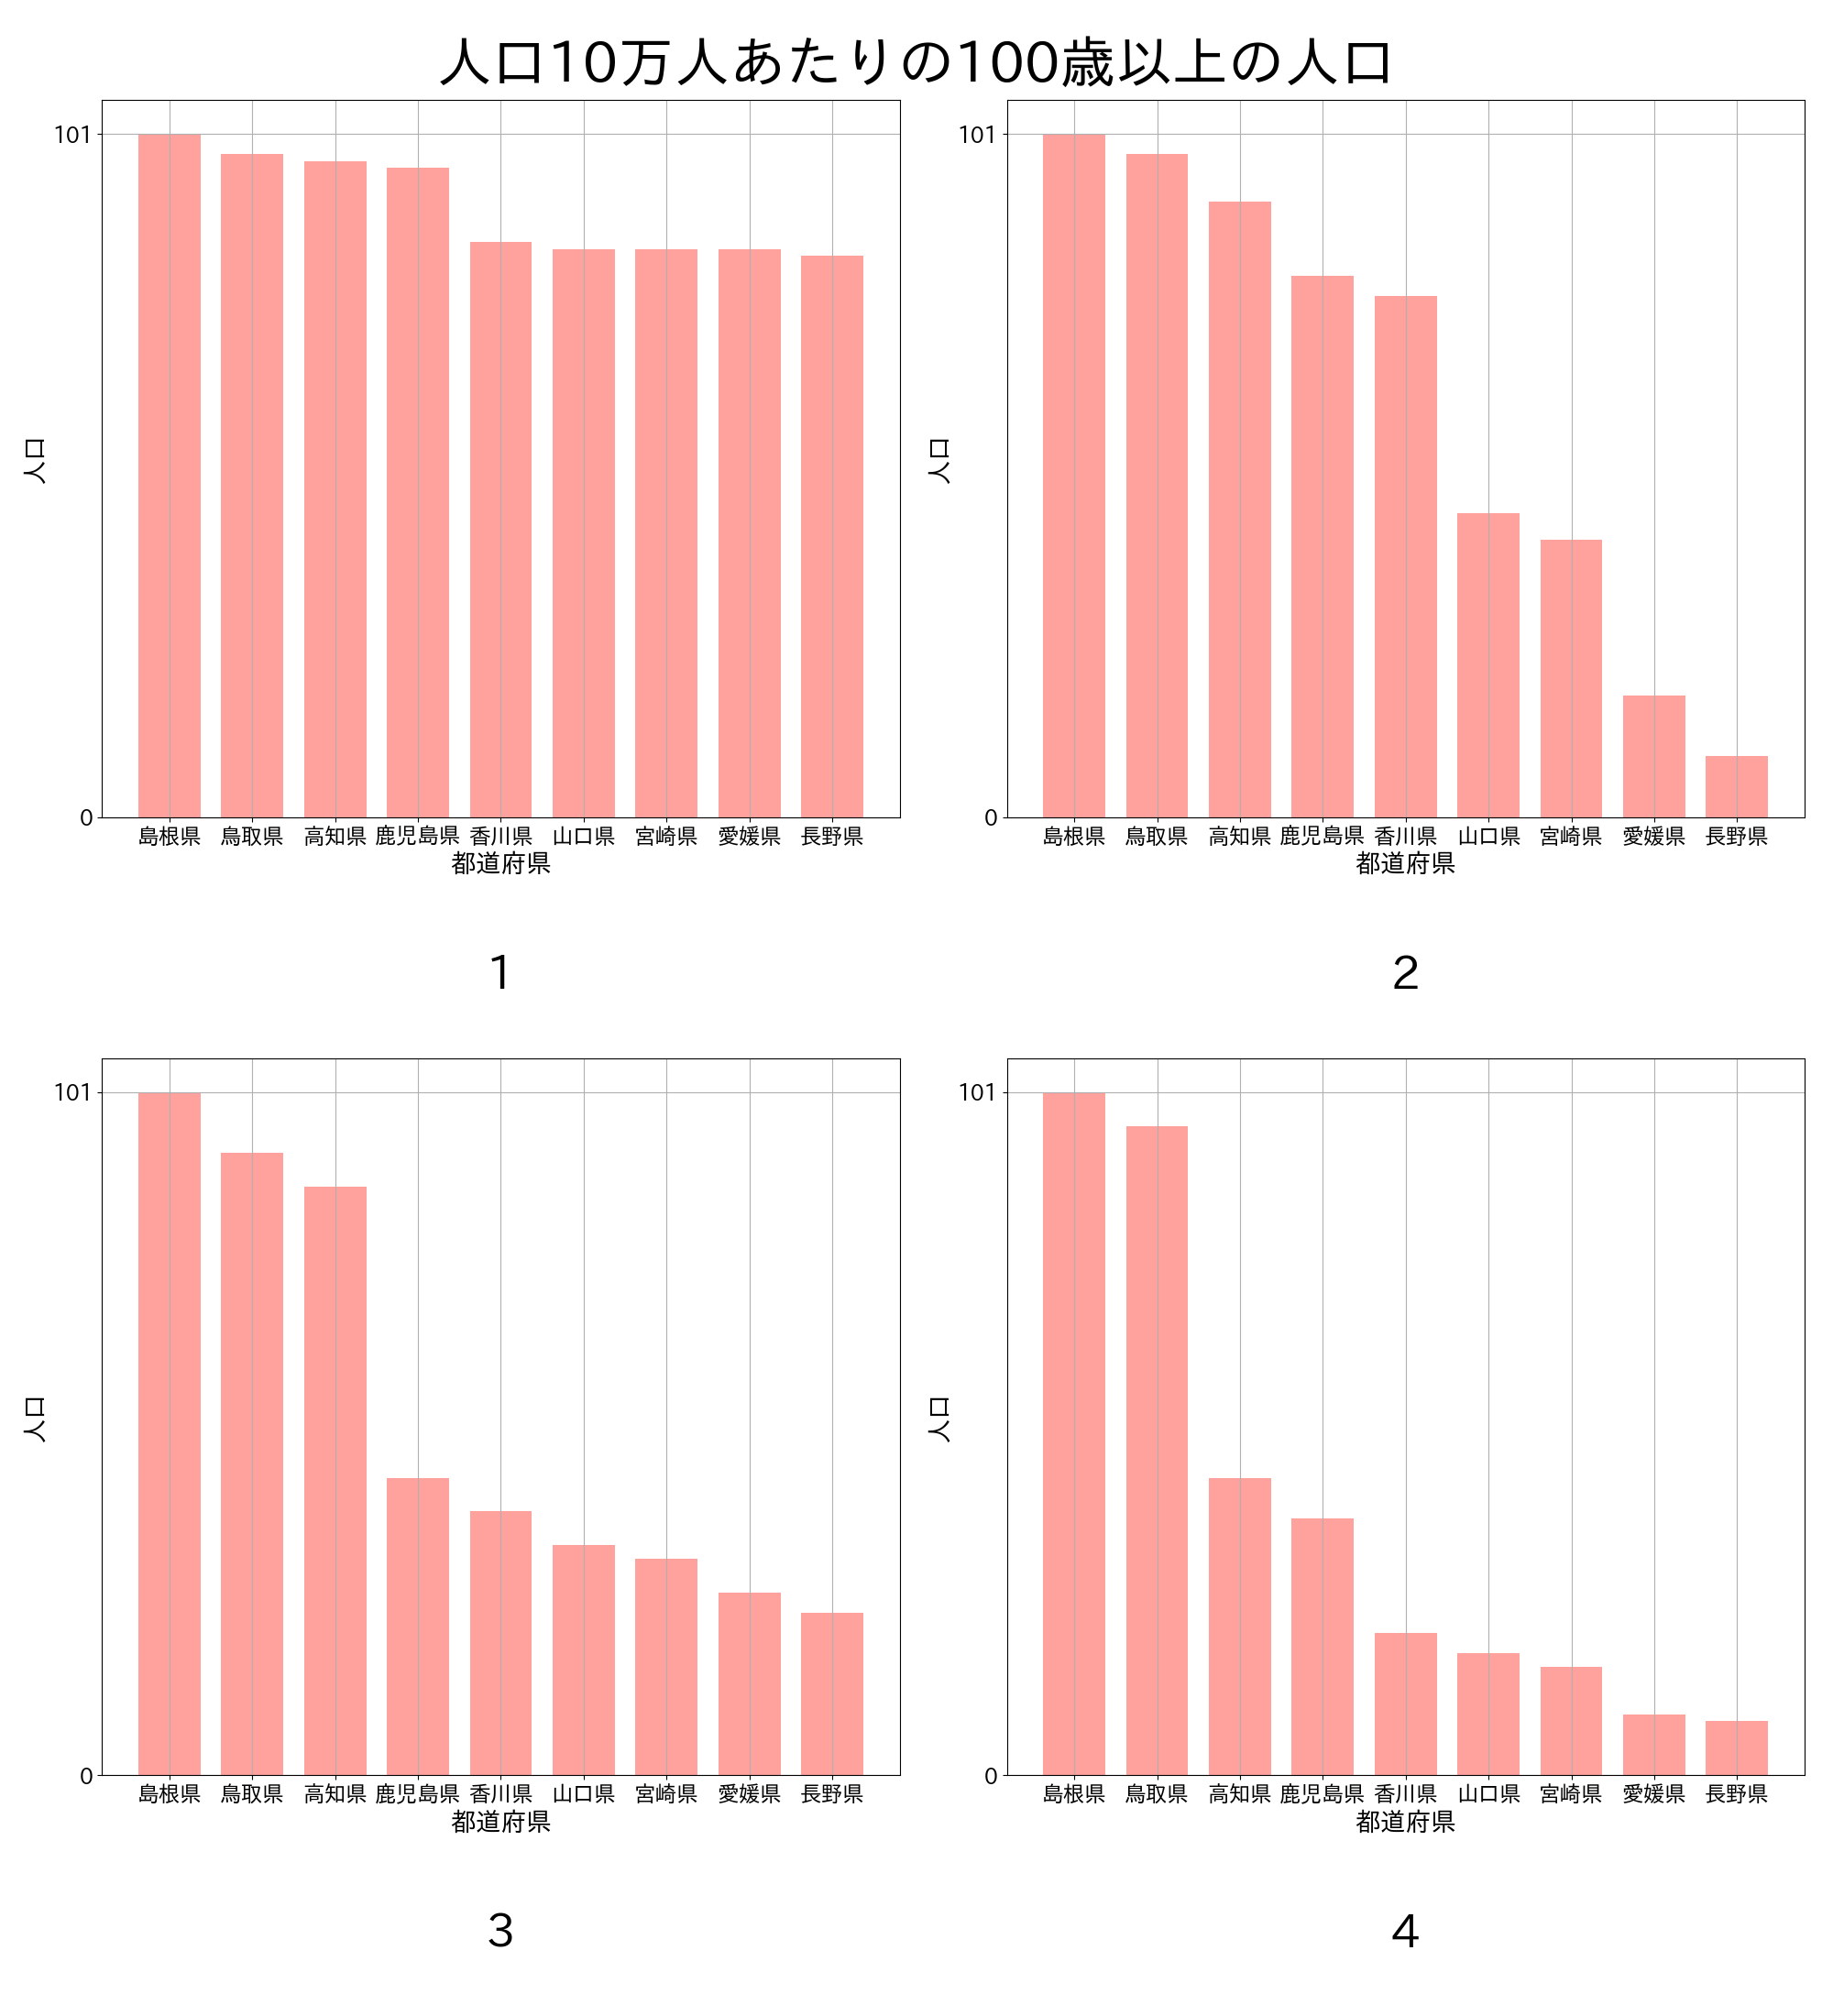 人口10万人あたりの100歳以上の人口
101
人口
0
島根県 鳥取県 高知県 鹿児島県 香川県 山口県 宮崎県 愛媛県 長野県
都道府県
1
101
人口
0
島根県 鳥取県 高知県 鹿児島県 香川県 山口県 宮崎県 愛媛県 長野県
都道府県
2
101
人口
0
島根県 鳥取県 高知県 鹿児島県 香川県 山口県 宮崎県 愛媛県 長野県
都道府県
3
101
人口
0
島根県 鳥取県 高知県 鹿児島県 香川県 山口県 宮崎県 愛媛県 長野県
都道府県
4